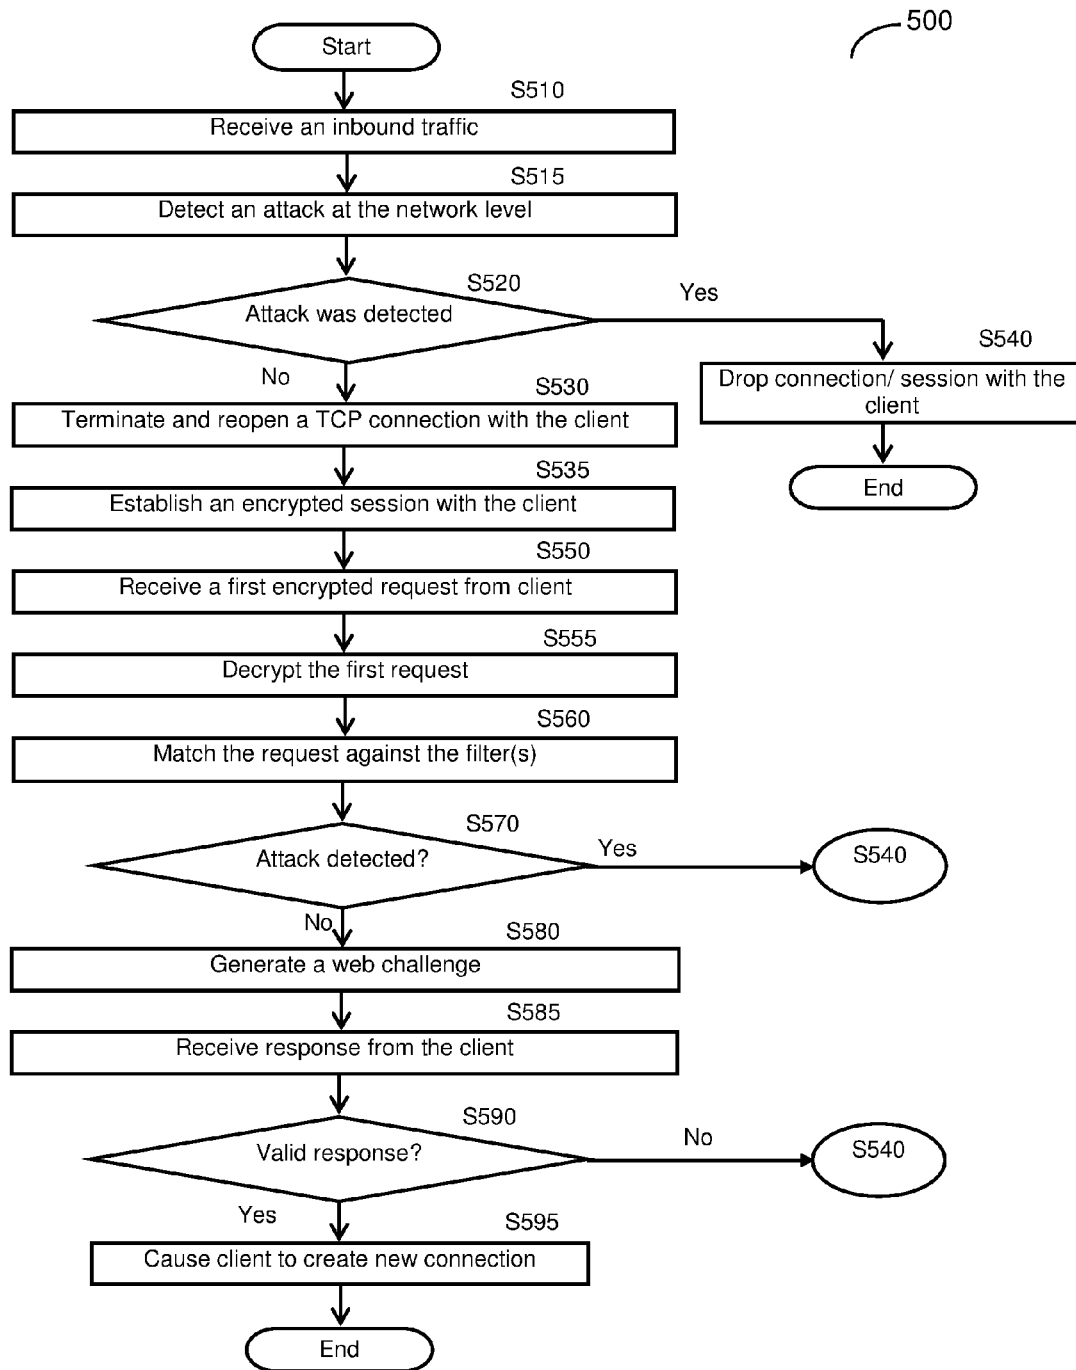 500
Start
S510
Receive an inbound traffic
S515
Detect an attack at the network level
S520
Attack was detected
Yes
No
S540
Drop connection/ session with the
client
End
S530
Terminate and reopen a TCP connection with the client
S535
Establish an encrypted session with the client
S550
Receive a first encrypted request from client
S555
Decrypt the first request
S560
Match the request against the filter(s)
S570
Attack detected?
Yes
S540
No
S580
Generate a web challenge
S585
Receive response from the client
S590
Valid response?
No
S540
Yes
S595
Cause client to create new connection
End